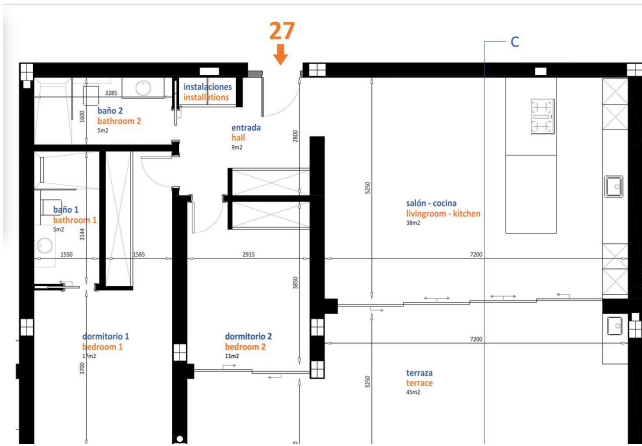 27
C
instalaciones
installations
3285
baño 2
bathroom 2
5m2
1600
entrada
hall
9m2
2800
5250
salón - cocina
livingroom - kitchen
38m2
baño 1
bathroom 1
5m2
3144
1550
1585
2915
7200
3850
dormitorio 1
bedroom 1
17m2
dormitorio 2
bedroom 2
11m2
7200
3700
3250
terraza
terrace
45m2